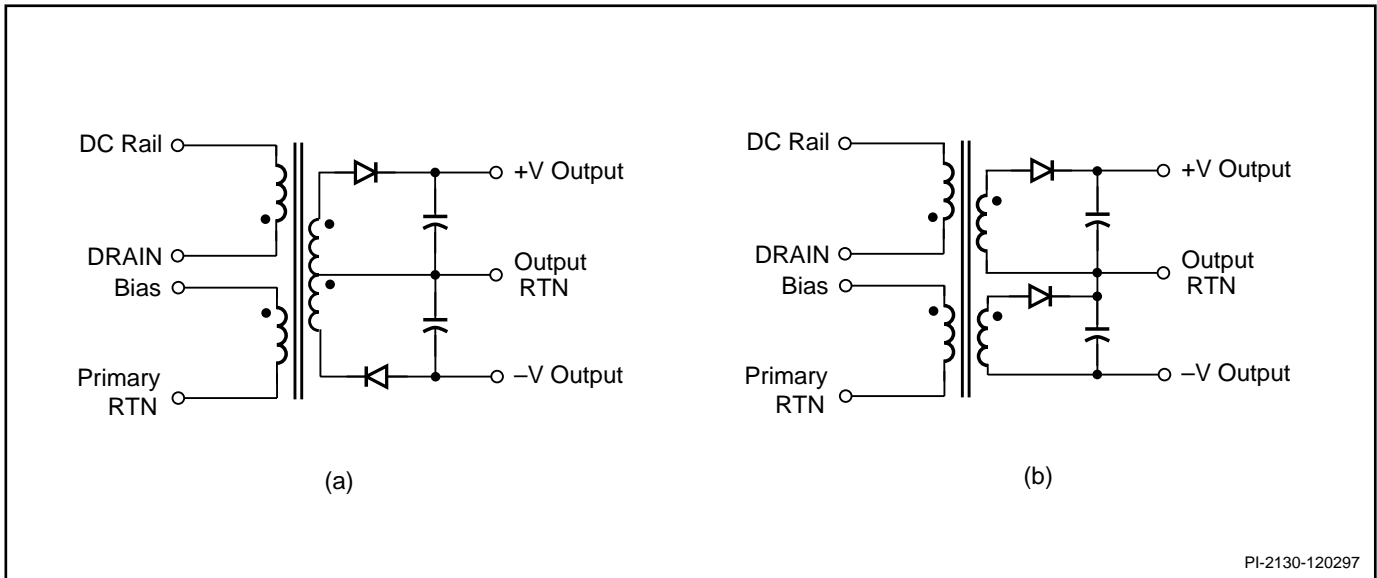 DC Rail
DRAIN
Bias
Primary
RTN
+V Output
Output
RTN
–V Output
(a)
DC Rail
DRAIN
Bias
Primary
RTN
+V Output
Output
RTN
–V Output
(b)
PI-2130-120297